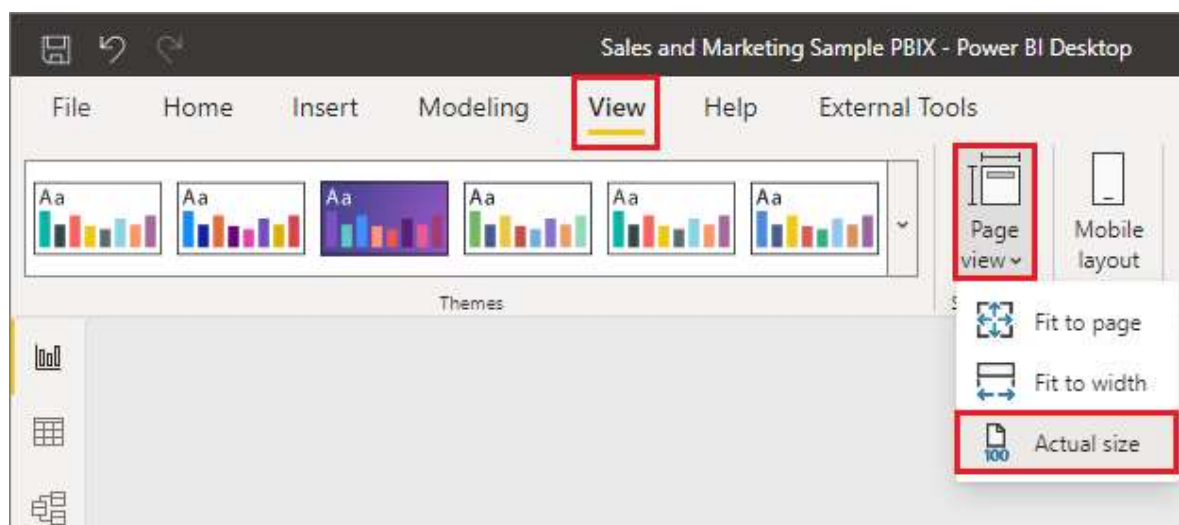 Sales and Marketing Sample PBIX - Power BI Desktop
File Home Insert Modeling View Help External Tools
Aa Aa Aa Aa Aa Aa
Page view
Mobile layout
Themes
Fit to page
Fit to width
100 Actual size